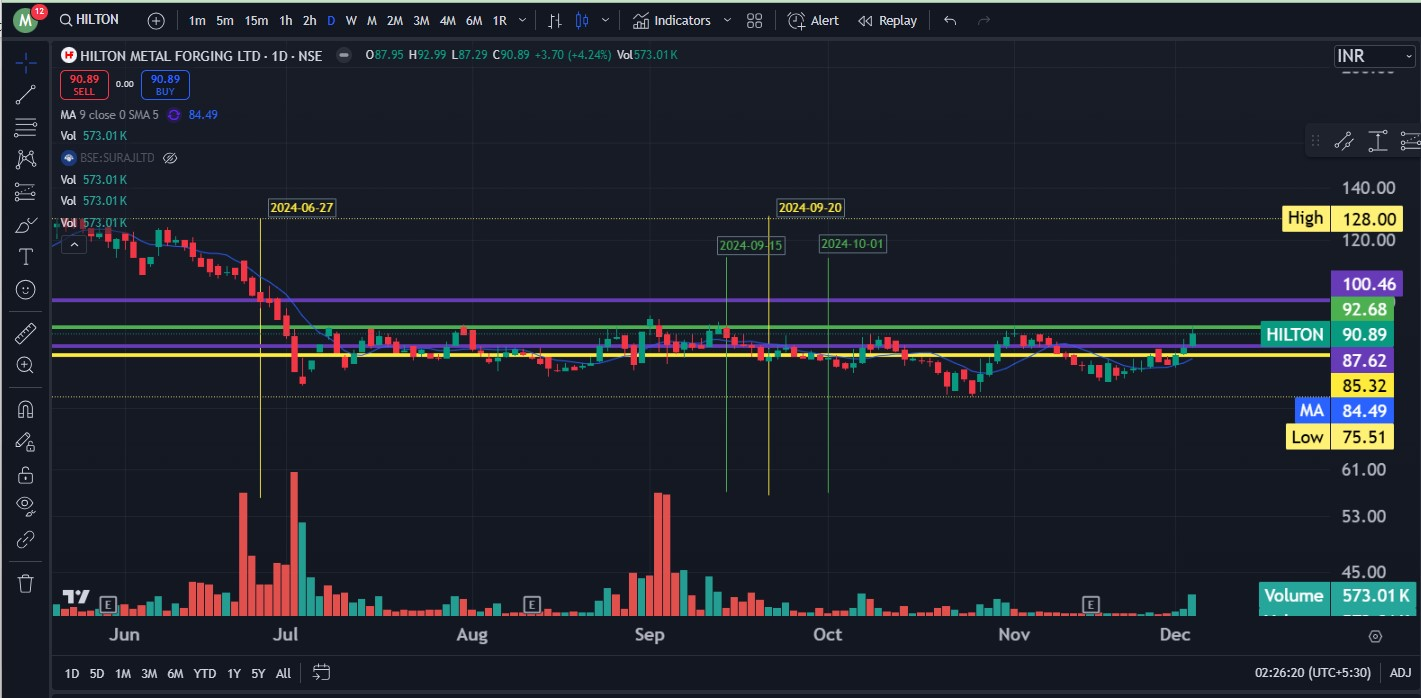 M 12 HILTON 1m 5m 15m 1h 2h D W M 2M 3M 4M 6M 1R Indicators Alert Replay
HILTON METAL FORGING LTD · 1D · NSE O87.95 H92.99 L87.29 C90.89 +3.70 (+4.24%) Vol573.01K INR
90.89 SELL 0.00 90.89 BUY
MA 9 close 0 SMA 5 84.49
Vol 573.01K
BSE:SURAJLTD
Vol 573.01K
Vol 573.01K
Vol 573.01K
2024-06-27 2024-09-20
2024-09-15 2024-10-01
140.00
High 128.00
120.00
100.46
92.68
HILTON 90.89
87.62
85.32
MA 84.49
Low 75.51
61.00
53.00
45.00
Volume 573.01K
E E E
Jun Jul Aug Sep Oct Nov Dec
1D 5D 1M 3M 6M YTD 1Y 5Y All 02:26:20 (UTC+5:30) ADJ